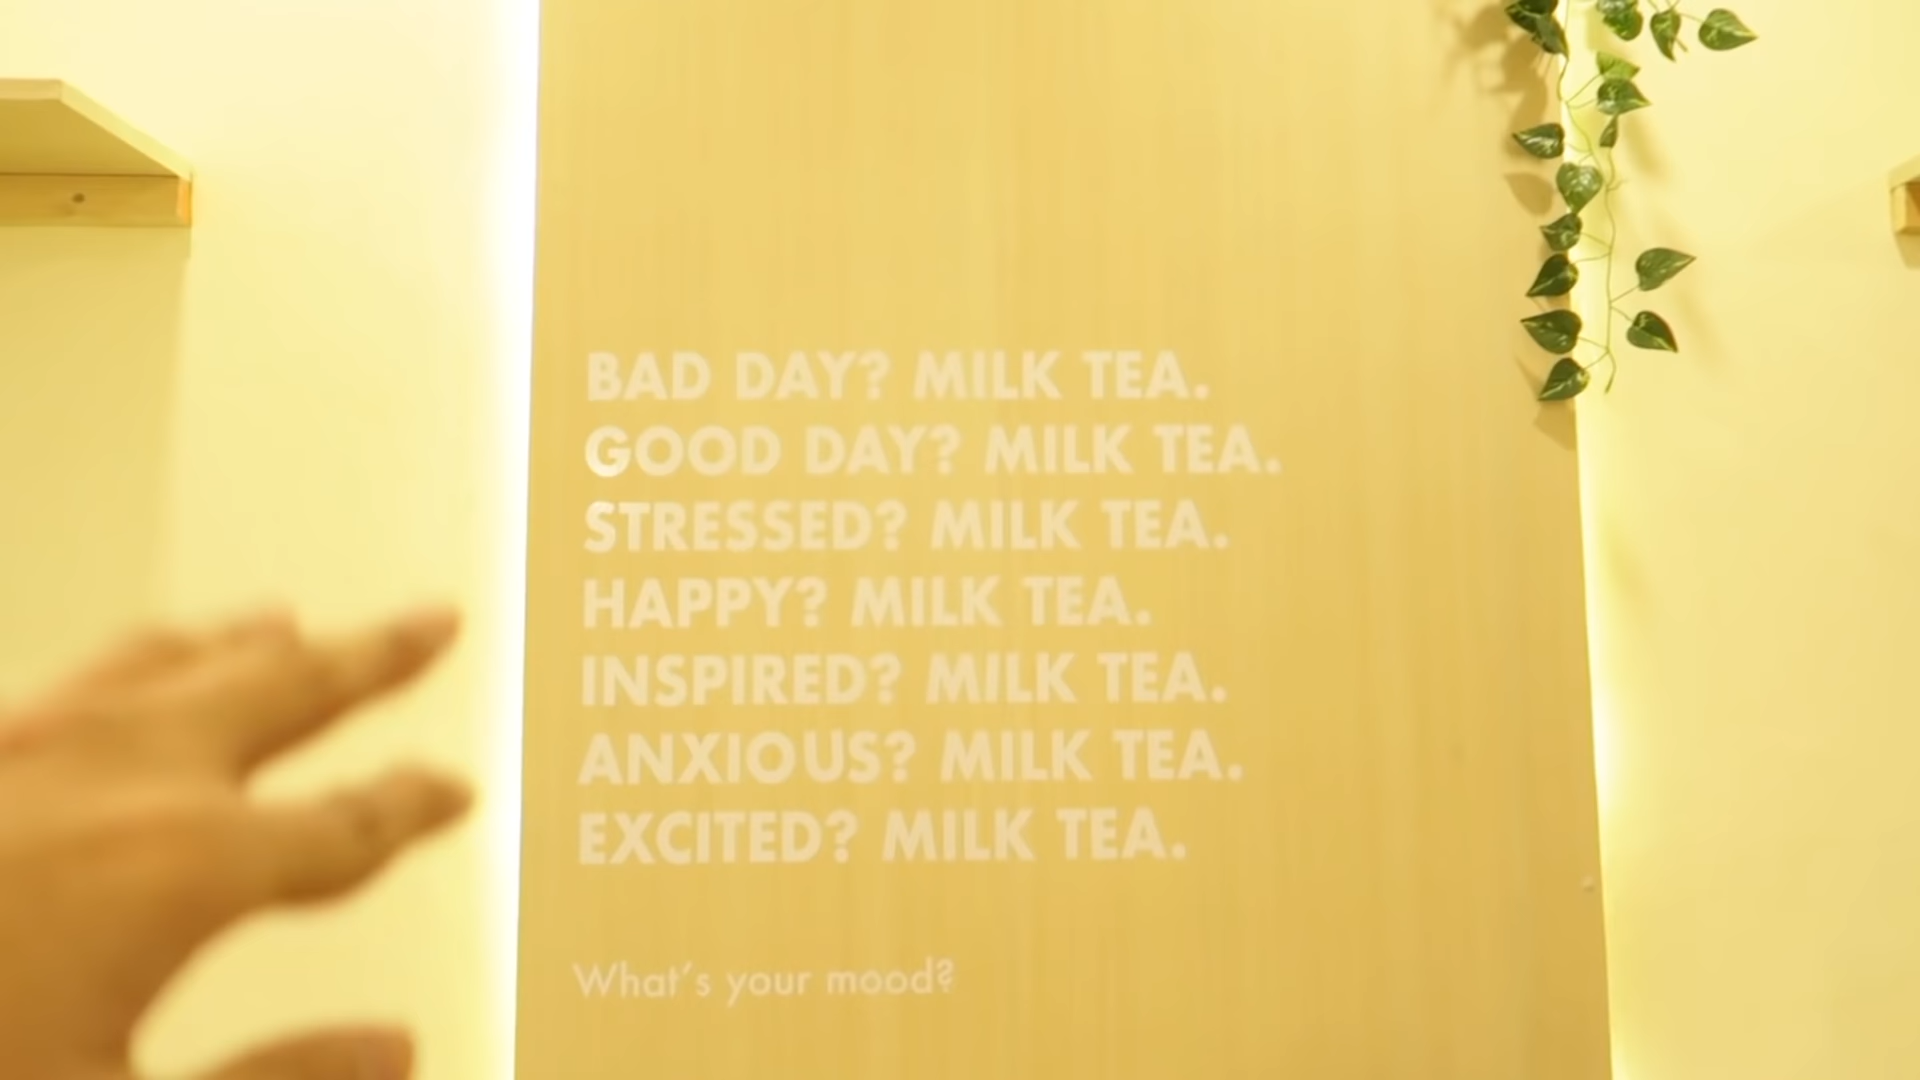 BAD DAY? MILK TEA.
GOOD DAY? MILK TEA.
STRESSED? MILK TEA.
HAPPY? MILK TEA.
INSPIRED? MILK TEA.
ANXIOUS? MILK TEA.
EXCITED? MILK TEA.
What's your mood?